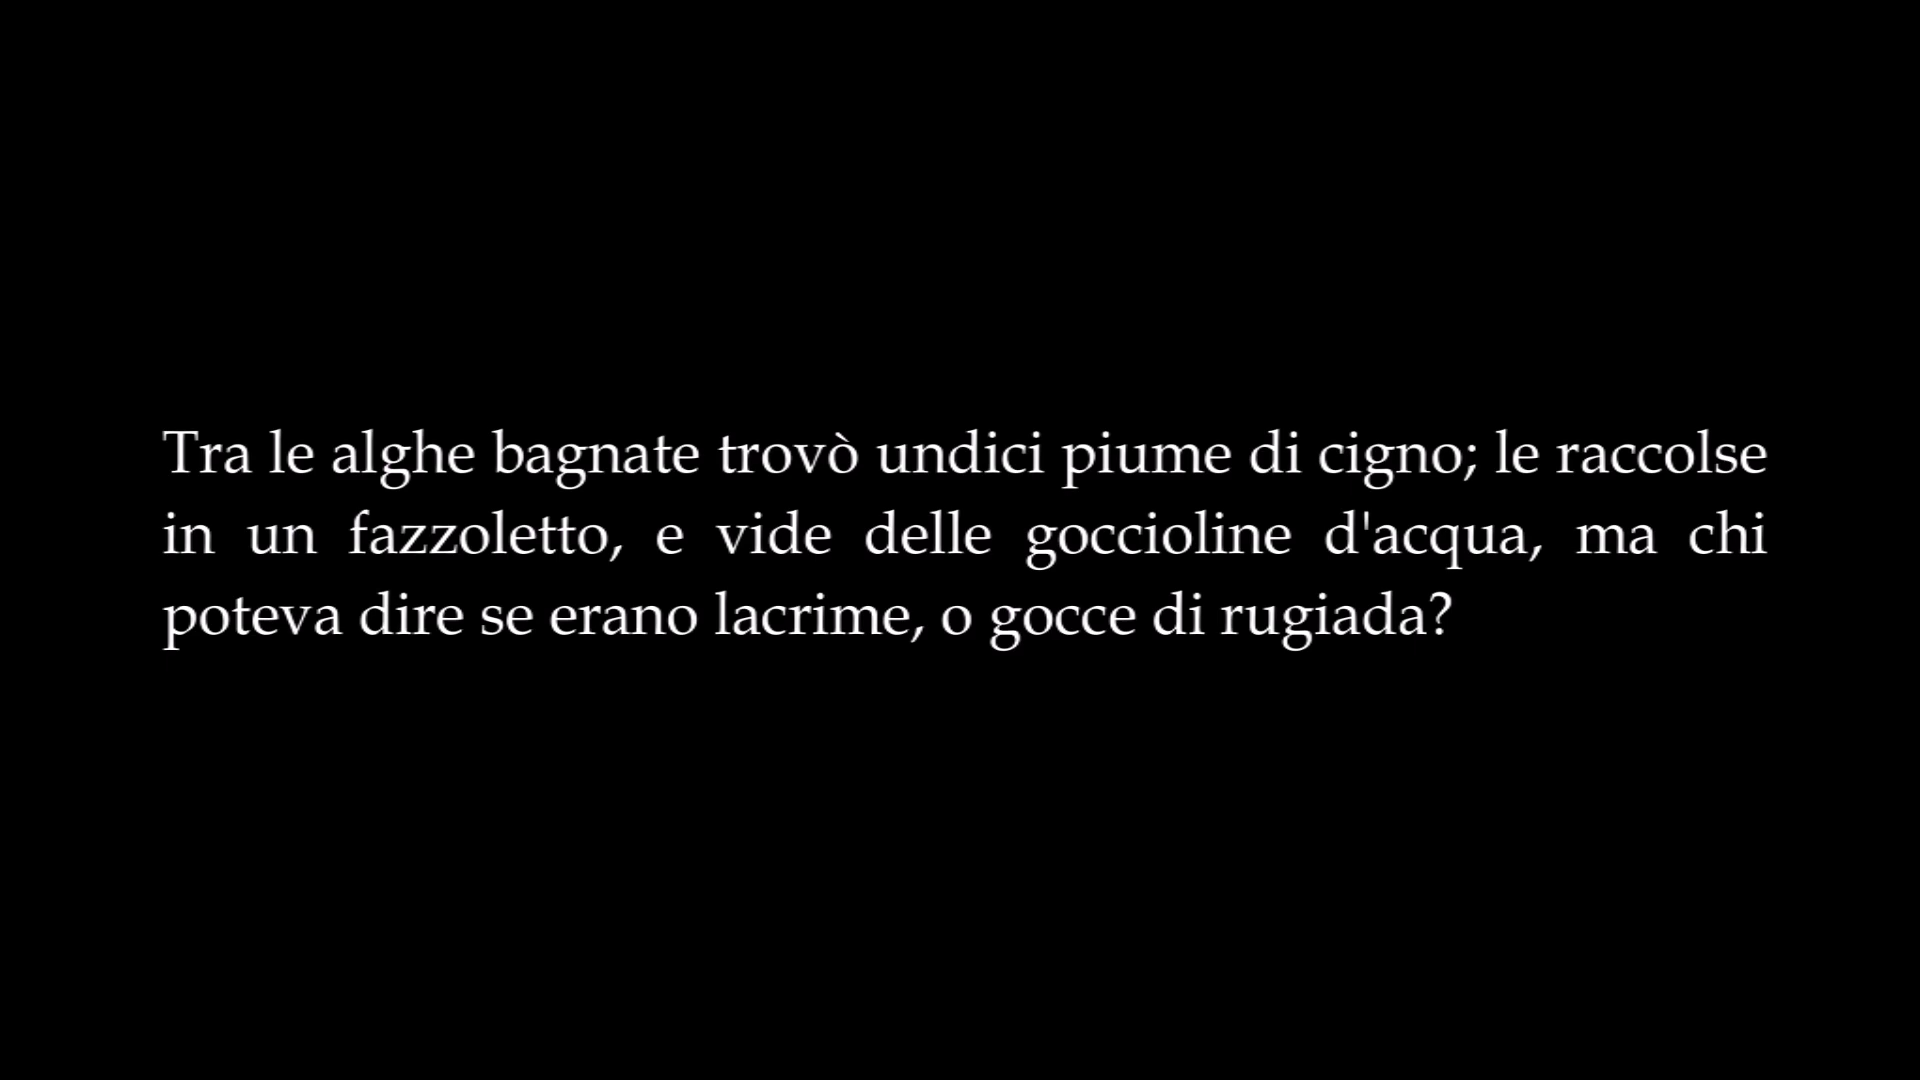 Tra le alghe bagnate trovò undici piume di cigno; le raccolse
in un fazzoletto, e vide delle goccioline d'acqua, ma chi
poteva dire se erano lacrime, o gocce di rugiada?